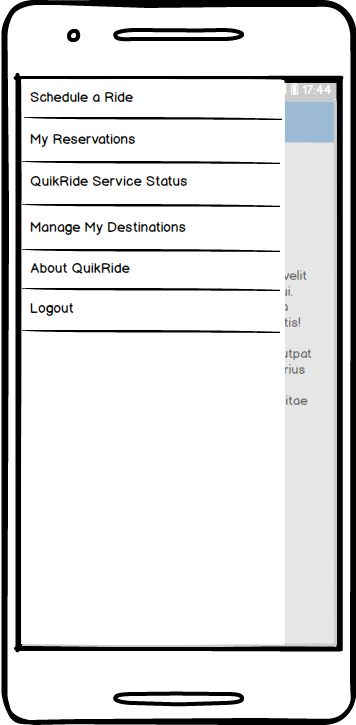 17:44
Schedule a Ride
My Reservations
QuikRide Service Status
Manage My Destinations
About QuikRide
velit
ui.
a
tis!
utpat
rius
itae
Logout